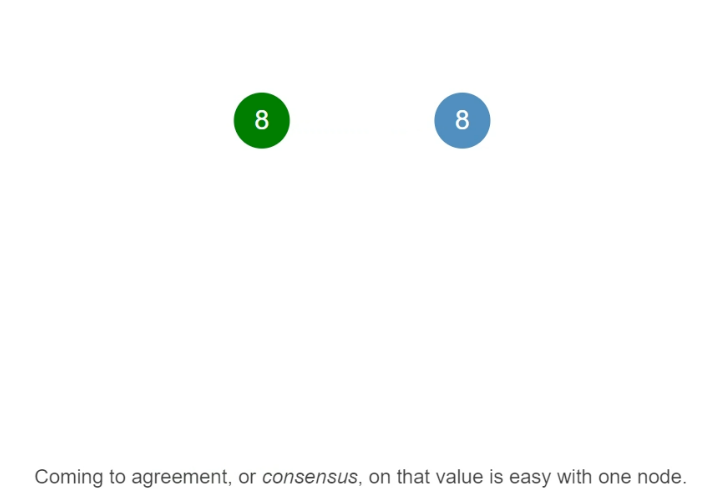 8 8
Coming to agreement, or consensus, on that value is easy with one node.